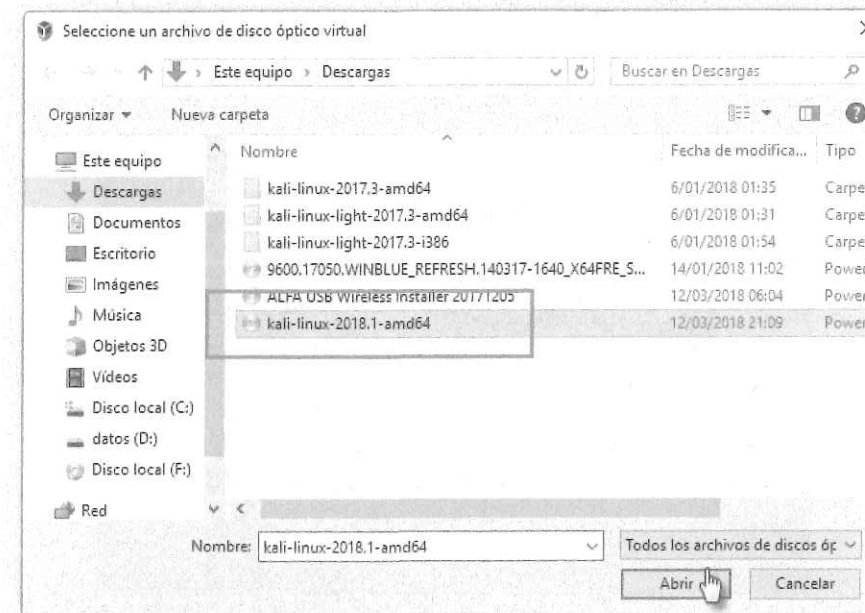 Seleccione un archivo de disco óptico virtual
Este equipo › Descargas
Buscar en Descargas
Organizar
Nueva carpeta
Nombre
Fecha de modifica...
Tipo
Este equipo
Descargas
Documentos
Escritorio
Imágenes
Música
Objetos 3D
Vídeos
Disco local (C:)
datos (D:)
Disco local (F:)
Red
kali-linux-2017.3-amd64 6/01/2018 01:35 Carpe
kali-linux-light-2017.3-amd64 6/01/2018 01:31 Carpe
kali-linux-light-2017.3-i386 6/01/2018 01:54 Carpe
9600.17050.WINBLUE_REFRESH.140317-1640_X64FRE_S... 14/01/2018 11:02 Power
ALFA USB Wireless Installer 20171205 12/03/2018 06:04 Power
kali-linux-2018.1-amd64 12/03/2018 21:09 Power
Nombre: kali-linux-2018.1-amd64
Todos los archivos de discos óp
Abrir
Cancelar